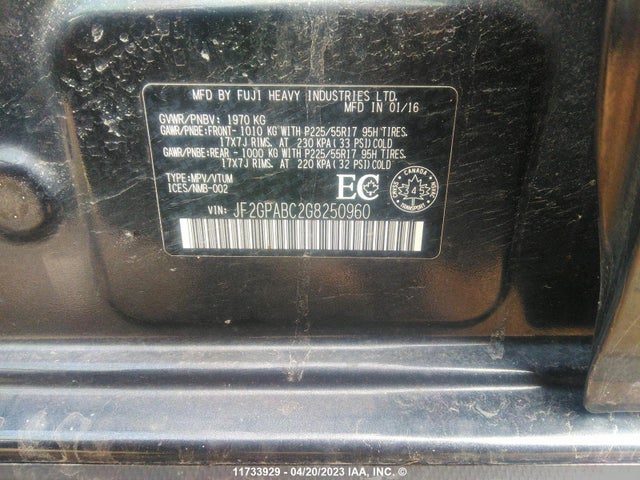 MFD BY FUJI HEAVY INDUSTRIES LTD.
MFD IN 01/16
GVWR/PNBV: 1970 KG
GAWR/PNBE:FRONT- 1010 KG WITH P225/55R17 95H TIRES.
17X7J RIMS. AT 230 KPA(33 PSI)COLD
GAWR/PNBE:REAR - 1000 KG WITH P225/55R17 95H TIRES.
17X7J RIMS. AT 220 KPA(32 PSI)COLD
TYPE:MPV/VTUM
ICES/NMB-002
EC
CANADA
145
TRANSPORT
VIN: JF2GPABC2G8250960
11733929 - 04/20/2023 IAA, INC. ©